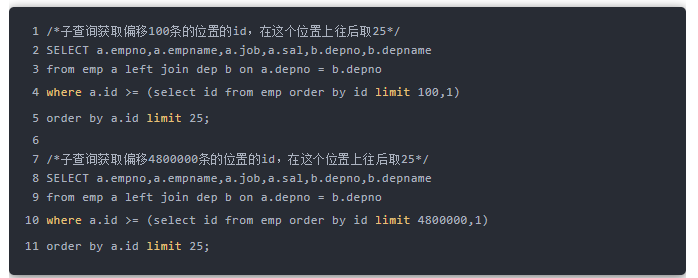 1 /*子查询获取偏移100条的位置的id，在这个位置上往后取25*/
2 SELECT a.empno,a.empname,a.job,a.sal,b.depno,b.depname
3 from emp a left join dep b on a.depno = b.depno
4 where a.id >= (select id from emp order by id limit 100,1)
5 order by a.id limit 25;
6
7 /*子查询获取偏移4800000条的位置的id，在这个位置上往后取25*/
8 SELECT a.empno,a.empname,a.job,a.sal,b.depno,b.depname
9 from emp a left join dep b on a.depno = b.depno
10 where a.id >= (select id from emp order by id limit 4800000,1)
11 order by a.id limit 25;